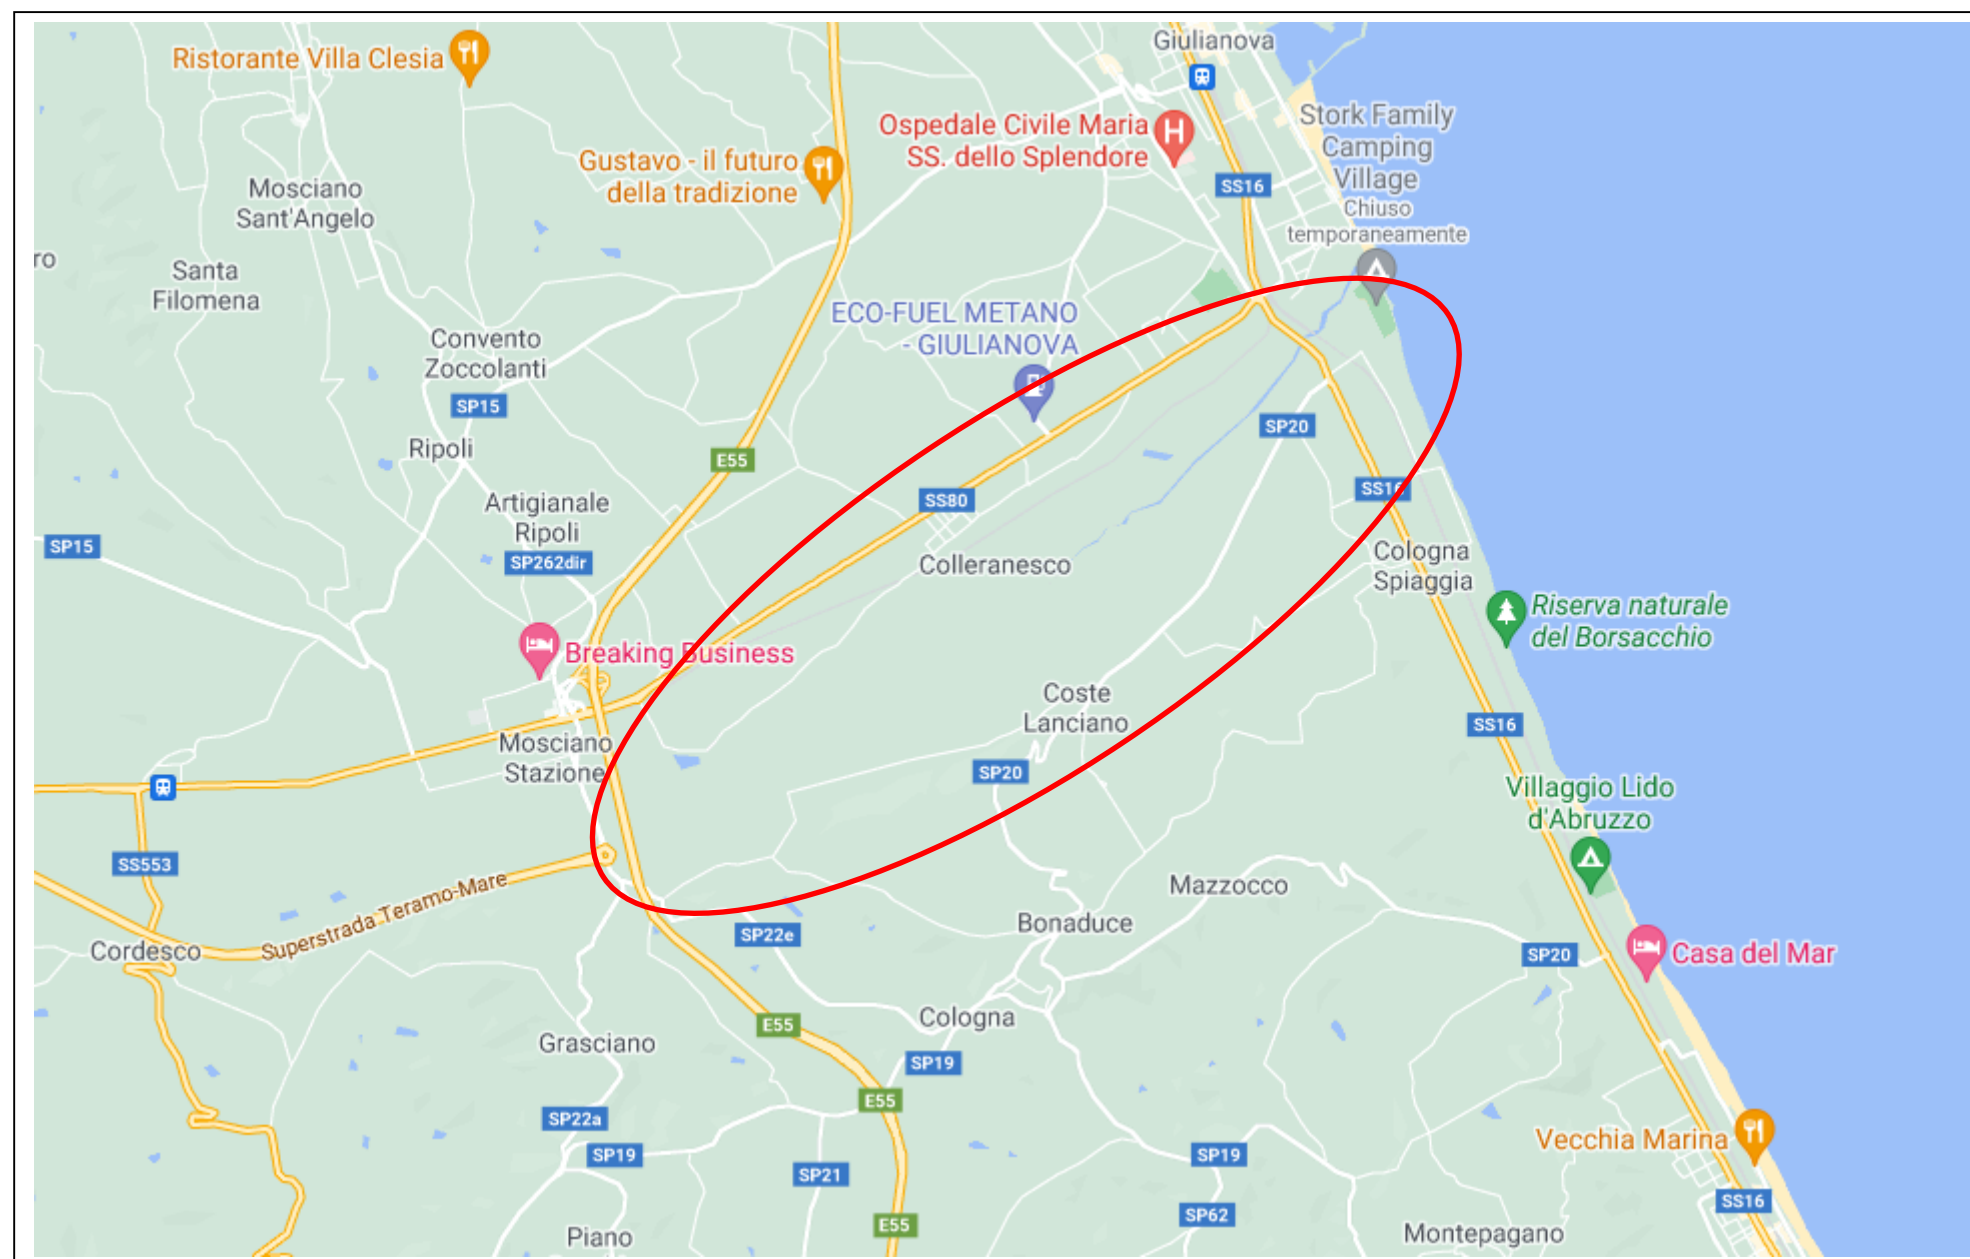 Giulianova
Ristorante Villa Clesia
Stork Family
Camping
Village
Chiuso
temporaneamente
Ospedale Civile Maria
SS. dello Splendore
Gustavo - il futuro
della tradizione
SS16
Mosciano
Sant'Angelo
ro
Santa
Filomena
ECO-FUEL METANO
- GIULIANOVA
Convento
Zoccolanti
SP15
SP20
Ripoli
E55
SS16
SS80
Artigianale
Ripoli
SP15
SP262dir
Colleranesco
Cologna
Spiaggia
Riserva naturale
del Borsacchio
Breaking Business
Coste
Lanciano
SS16
Mosciano
Stazione
SP20
Villaggio Lido
d'Abruzzo
SS553
Superstrada Teramo-Mare
Mazzocco
Bonaduce
SP22e
Cordesco
SP20
Casa del Mar
E55
Cologna
Grasciano
SP19
E55
SP22a
Vecchia Marina
SP19
SP19
SP21
SS16
SP62
E55
Piano
Montepagano